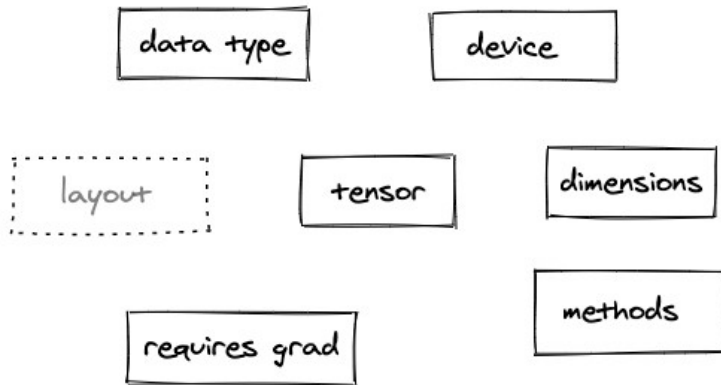 data type
device
layout
tensor
dimensions
methods
requires grad